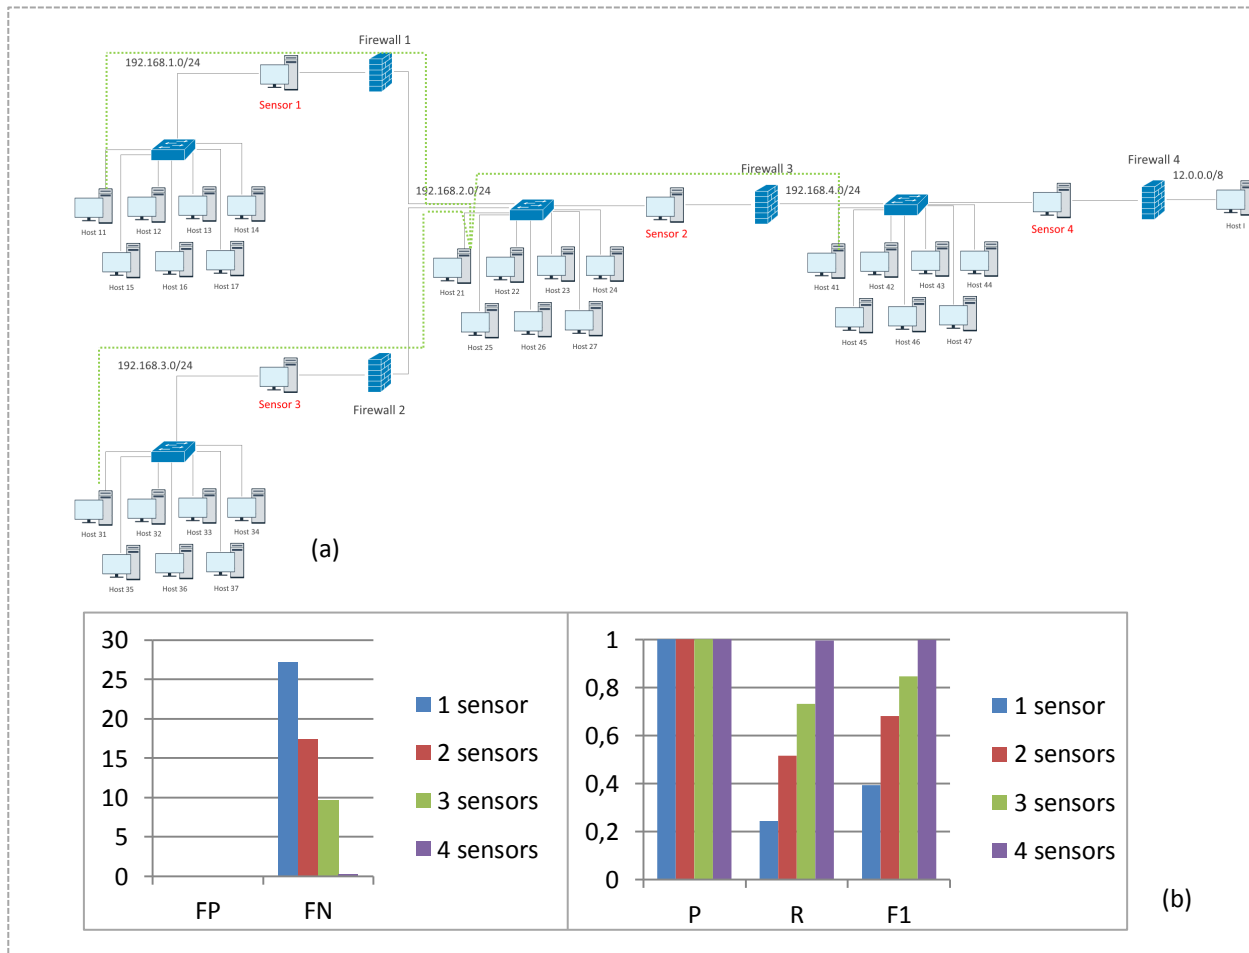 Firewall 1
192.168.1.0/24
Sensor 1
Host 11
Host 12
Host 13
Host 14
Host 15
Host 16
Host 17
192.168.2.0/24
Sensor 2
Firewall 3
192.168.4.0/24
Sensor 4
Firewall 4
12.0.0.0/8
Host I
Host 21
Host 22
Host 23
Host 24
Host 25
Host 26
Host 27
Host 41
Host 42
Host 43
Host 44
Host 45
Host 46
Host 47
192.168.3.0/24
Sensor 3
Firewall 2
Host 31
Host 32
Host 33
Host 34
Host 35
Host 36
Host 37
(a)
30
25
20
15
10
5
0
FP FN
1 sensor
2 sensors
3 sensors
4 sensors
1
0,8
0,6
0,4
0,2
0
P R F1
1 sensor
2 sensors
3 sensors
4 sensors
(b)